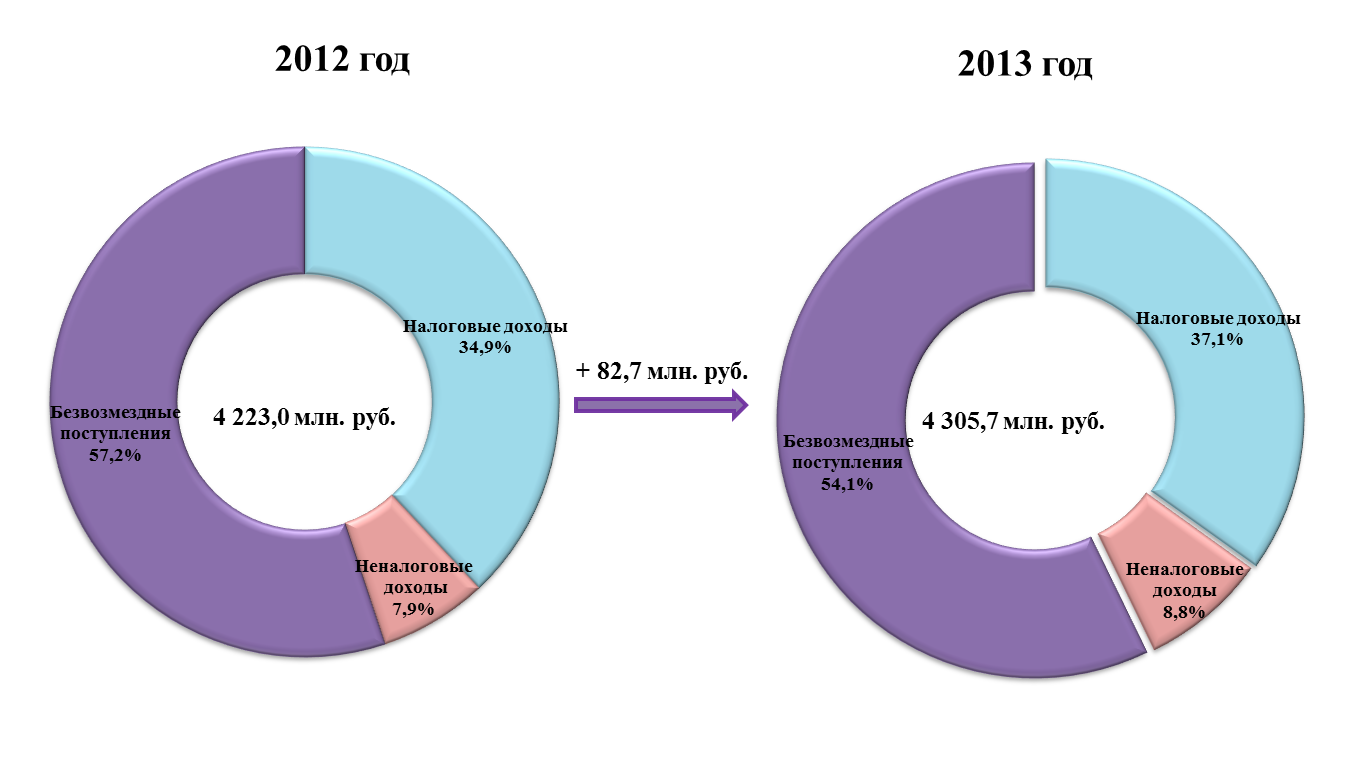 2012 год
2013 год
Налоговые доходы
34,9%
Безвозмездные
поступления
57,2%
4 223,0 млн. руб.
Неналоговые
доходы
7,9%
+ 82,7 млн. руб.
Налоговые доходы
37,1%
4 305,7 млн. руб.
Безвозмездные
поступления
54,1%
Неналоговые
доходы
8,8%